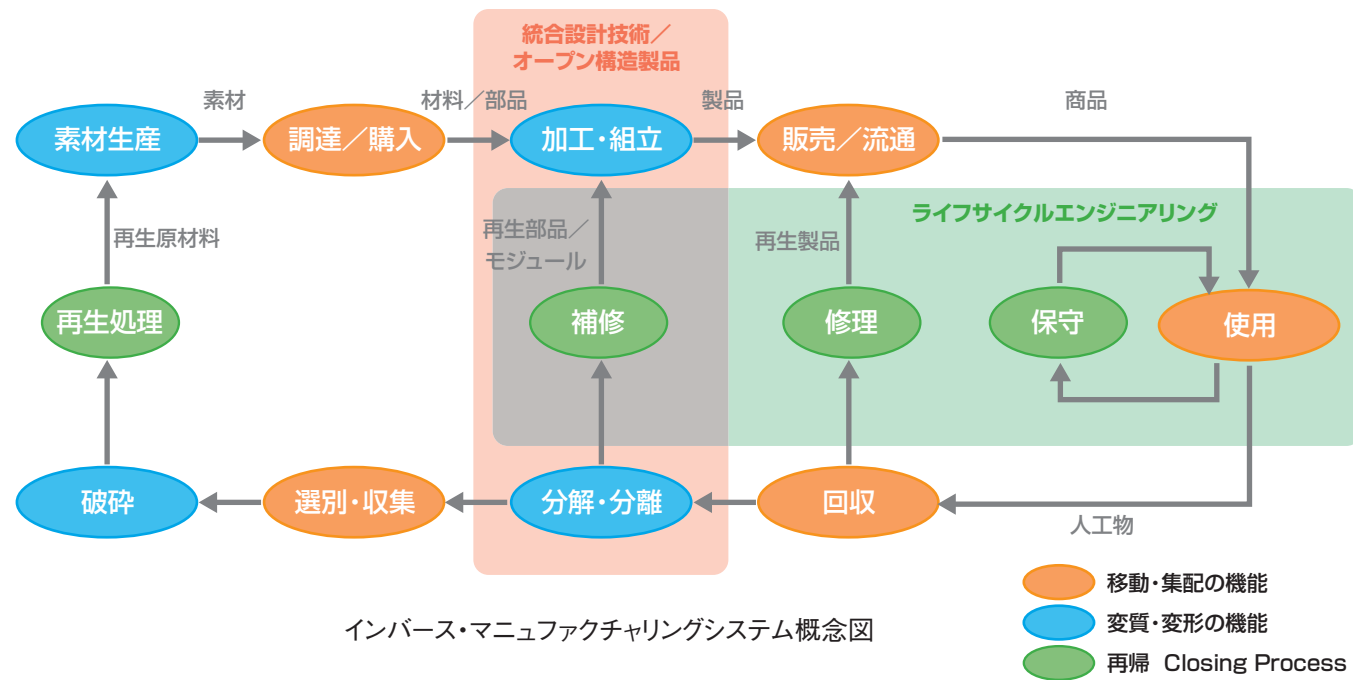 統合設計技術／
オープン構造製品
素材
材料／部品
製品
商品
素材生産
調達／購入
加工・組立
販売／流通
ライフサイクルエンジニアリング
再生原材料
再生部品／
モジュール
再生製品
再生処理
補修
修理
保守
使用
破砕
選別・収集
分解・分離
回収
人工物
移動・集配の機能
インバース・マニュファクチャリングシステム概念図
変質・変形の機能
再帰 Closing Process